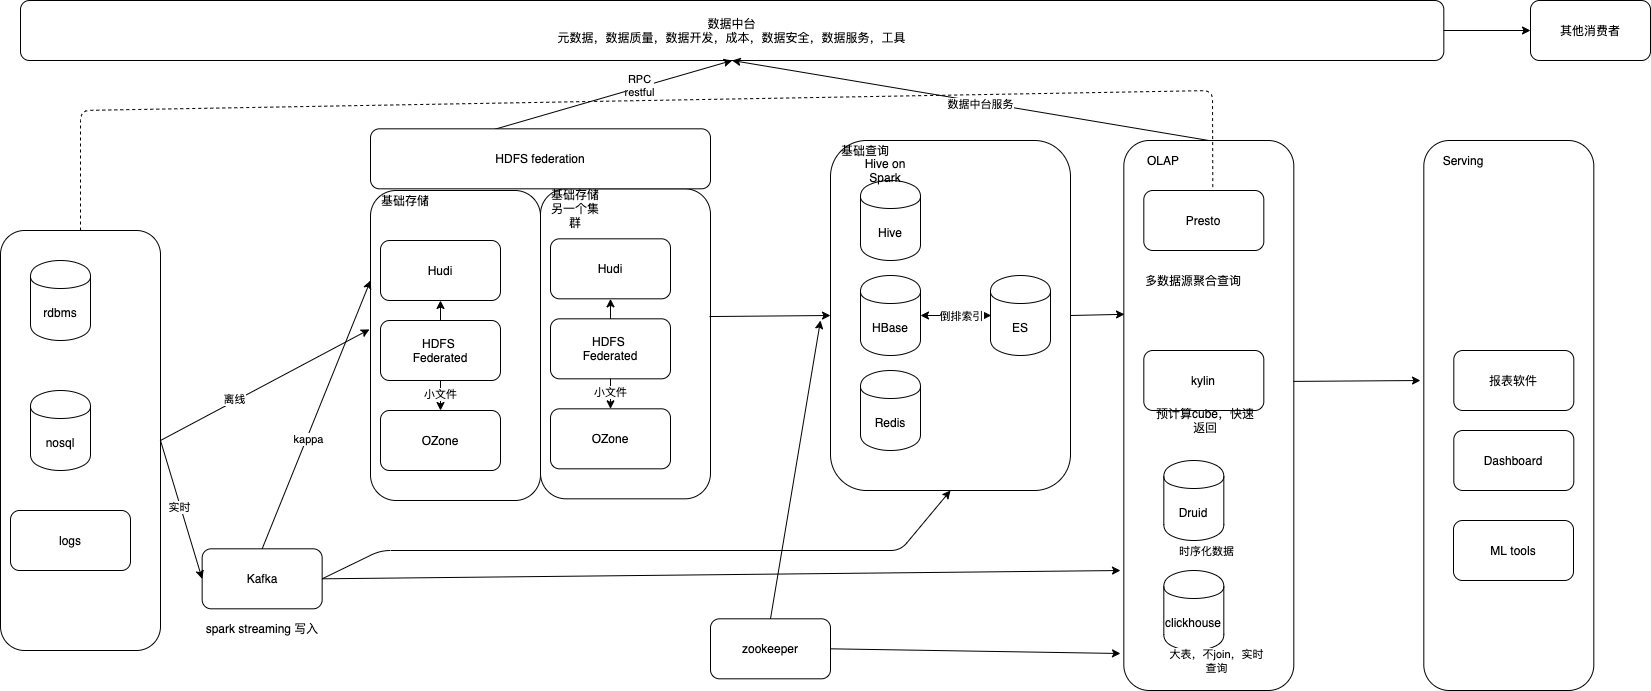 数据中台
元数据，数据质量，数据开发，成本，数据安全，数据服务，工具
其他消费者
RPC
restful
数据中台服务
HDFS federation
基础存储
基础存储
另一个集
群
Hudi
HDFS
Federated
小文件
OZone
Hudi
HDFS
Federated
小文件
OZone
rdbms
nosql
logs
离线
实时
kappa
Kafka
spark streaming 写入
zookeeper
基础查询
Hive on
Spark
Hive
HBase
倒排索引
ES
Redis
OLAP
Presto
多数据源聚合查询
kylin
预计算cube，快速
返回
Druid
时序化数据
clickhouse
大表，不join，实时
查询
Serving
报表软件
Dashboard
ML tools